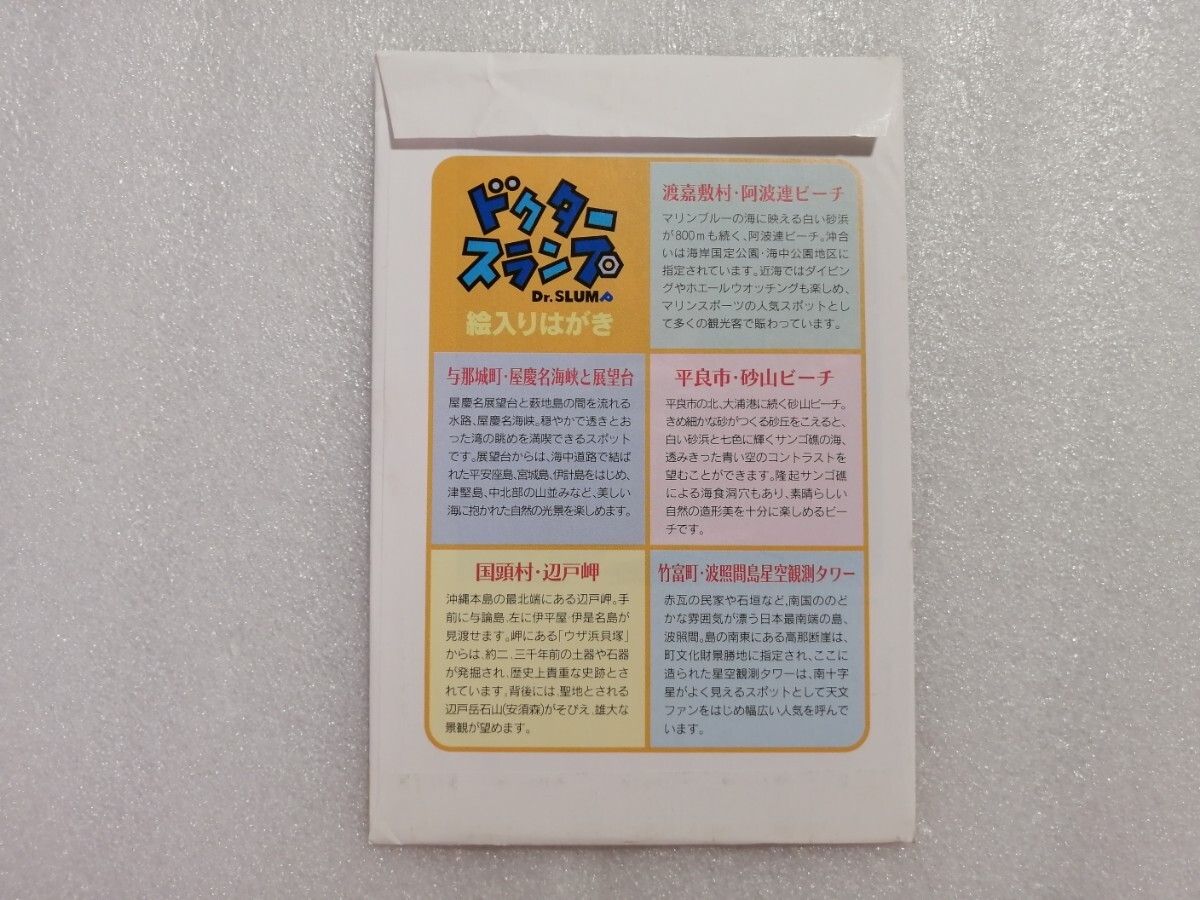 ドクター
スランプ
Dr.SLUMP
絵入りはがき
渡嘉敷村・阿波連ビーチ
マリンブルーの海に映える白い砂浜
が800mも続く、阿波連ビーチ。沖合
いは海岸国定公園・海中公園地区に
指定されています。近海ではダイビン
グやホエールウオッチングも楽しめ、
マリンスポーツの人気スポットとし
て多くの観光客で賑わっています。
与那城町・屋慶名海峡と展望台
屋慶名展望台と藪地島の間を流れる
水路、屋慶名海峡。穏やかで透きとお
った湾の眺めを満喫できるスポット
です。展望台からは、海中道路で結ば
れた平安座島、宮城島、伊計島をはじめ、
津堅島、中北部の山並みなど、美しい
海に抱かれた自然の光景を楽しめます。
平良市・砂山ビーチ
平良市の北、大浦港に続く砂山ビーチ。
きめ細かな砂がつくる砂丘をこえると、
白い砂浜と七色に輝くサンゴ礁の海、
透みきった青い空のコントラストを
望むことができます。隆起サンゴ礁
による海食洞穴もあり、素晴らしい
自然の造形美を十分に楽しめるビー
チです。
国頭村・辺戸岬
沖縄本島の最北端にある辺戸岬。手
前に与論島、左に伊平屋・伊是名島が
見渡せます。岬にある「ウザ浜貝塚」
からは、約二、三千年前の土器や石器
が発掘され、歴史上貴重な史跡とさ
れています。背後には、聖地とされる
辺戸岳石山(安須森)がそびえ、雄大な
景観が望めます。
竹富町・波照間島星空観測タワー
赤瓦の民家や石垣など、南国ののど
かな雰囲気が漂う日本最南端の島、
波照間。島の南東にある高那断崖は、
町文化財景勝地に指定され、ここに
造られた星空観測タワーは、南十字
星がよく見えるスポットとして天文
ファンをはじめ幅広い人気を呼んで
います。